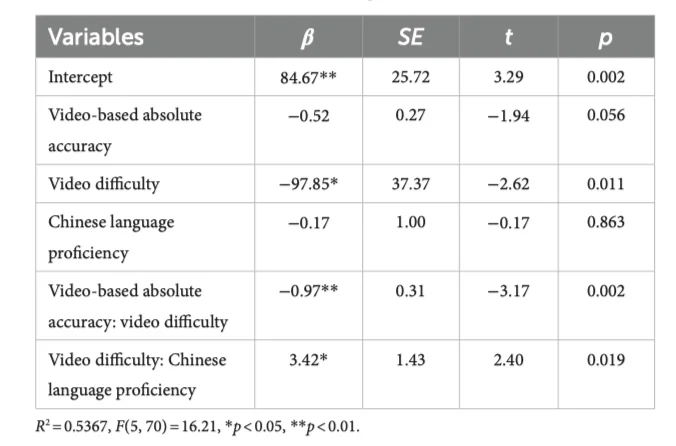 Variables β SE t p
Intercept 84.67** 25.72 3.29 0.002
Video-based absolute −0.52 0.27 −1.94 0.056
accuracy
Video difficulty −97.85* 37.37 −2.62 0.011
Chinese language −0.17 1.00 −0.17 0.863
proficiency
Video-based absolute −0.97** 0.31 −3.17 0.002
accuracy: video difficulty
Video difficulty: Chinese 3.42* 1.43 2.40 0.019
language proficiency
R²=0.5367, F(5, 70)=16.21, *p<0.05, **p<0.01.